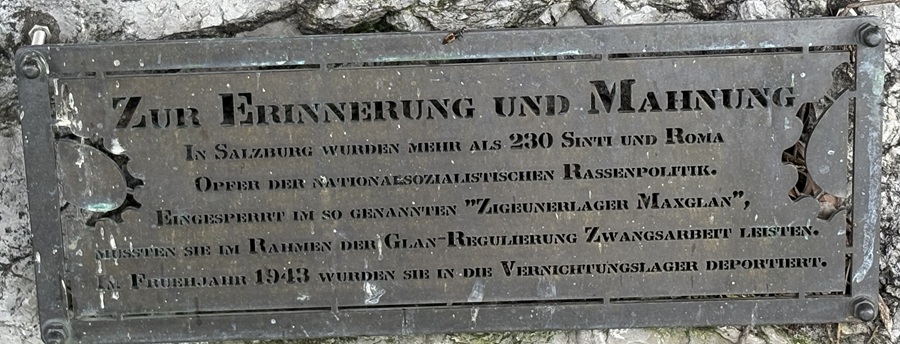 Zur Erinnerung und Mahnung
In Salzburg wurden mehr als 230 Sinti und Roma
Opfer der nationalsozialistischen Rassenpolitik.
Eingesperrt im so genannten "Zigeunerlager Maxglan",
mussten sie im Rahmen der Glan-Regulierung Zwangsarbeit leisten.
Im Fruehjahr 1943 wurden sie in die Vernichtungslager deportiert.